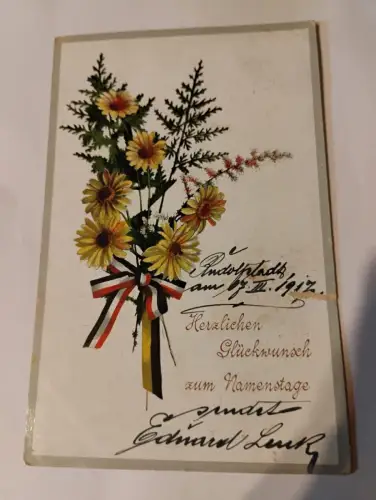 Rudolstadt
am 17. III. 1917.
Herzlichen
Glückwunsch
zum Namenstage
sendet
Eduard Lenk